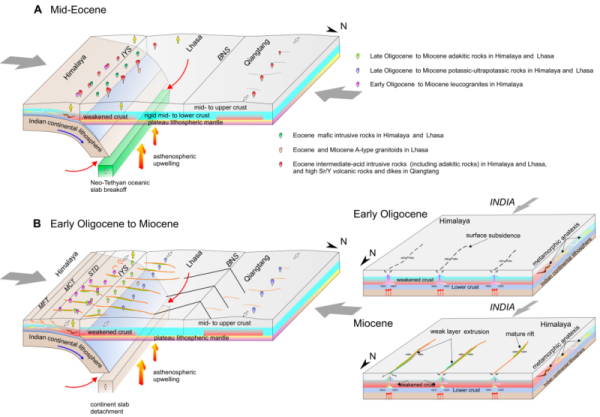 A Mid-Eocene
N
Himalaya
IYS
Lhasa
BNS
Qiangtang
mid- to upper crust
weakened crust
rigid mid- to lower crust
plateau lithospheric mantle
Indian continental lithosphere
asthenospheric
upwelling
Neo-Tethyan oceanic
slab breakoff
Late Oligocene to Miocene adakitic rocks in Himalaya and Lhasa
Late Oligocene to Miocene potassic-ultrapotassic rocks in Himalaya and Lhasa
Early Oligocene to Miocene leucogranites in Himalaya
Eocene mafic intrusive rocks in Himalaya and Lhasa
Eocene and Miocene A-type granitoids in Lhasa
Eocene intermediate-acid intrusive rocks (including adakitic rocks) in Himalaya and Lhasa,
and high Sr/Y volcanic rocks and dikes in Qiangtang
B Early Oligocene to Miocene
N
Himalaya
MFT
MCT
STD
IYS
Lhasa
BNS
Qiangtang
mid- to upper crust
weakened crust
plateau lithospheric mantle
Indian continental lithosphere
asthenospheric
upwelling
continent slab
detachment
INDIA
Early Oligocene
Himalaya
N
surface subsidence
metamorphic anatexis
weakened crust
Lower crust
Indian continental lithosphere
INDIA
Miocene
Himalaya
N
weak layer extrusion
mature rift
metamorphic anatexis
weakened crust
Lower crust
Indian continental lithosphere